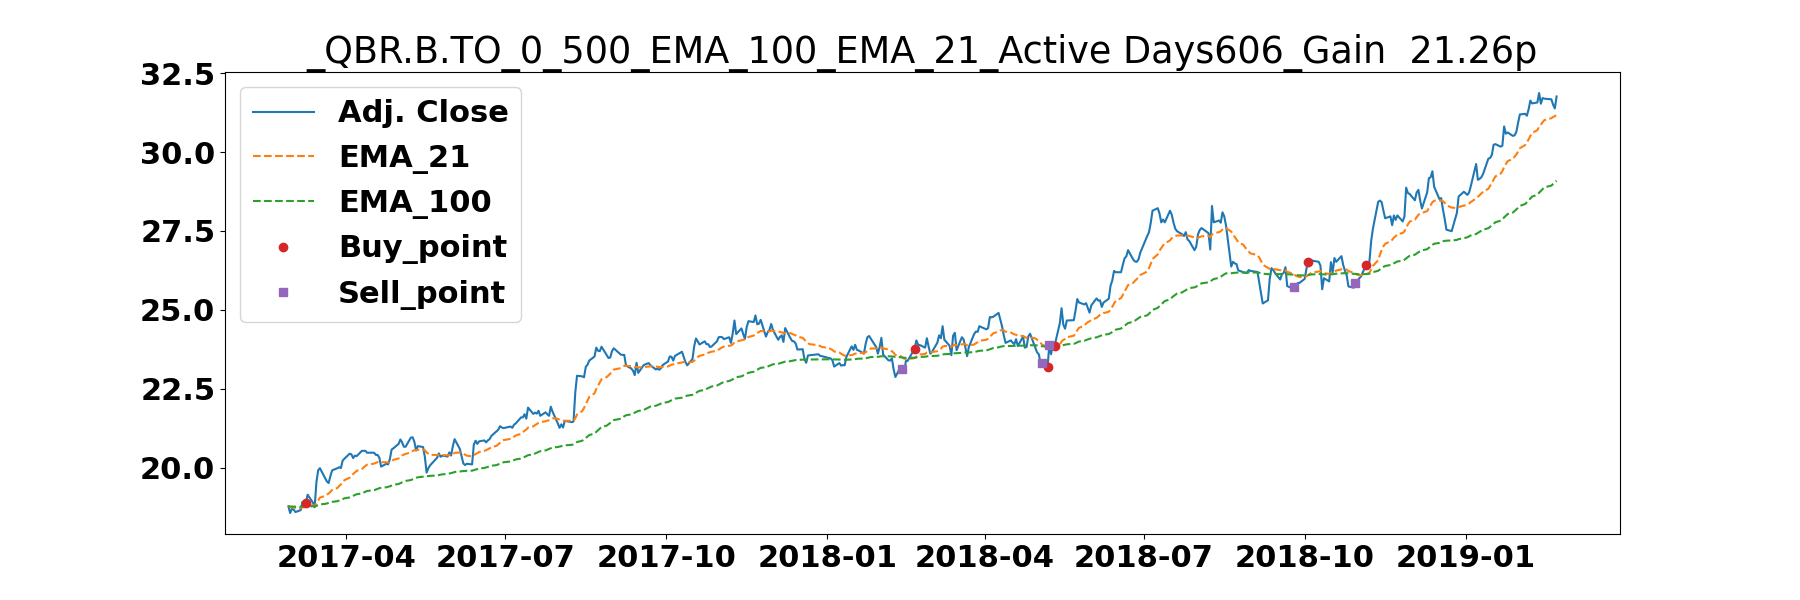 _QBR.B.TO_0_500_EMA_100_EMA_21_Active Days606_Gain  21.26p
32.5
30.0
27.5
25.0
22.5
20.0
Adj. Close
EMA_21
EMA_100
Buy_point
Sell_point
2017-04 2017-07 2017-10 2018-01 2018-04 2018-07 2018-10 2019-01